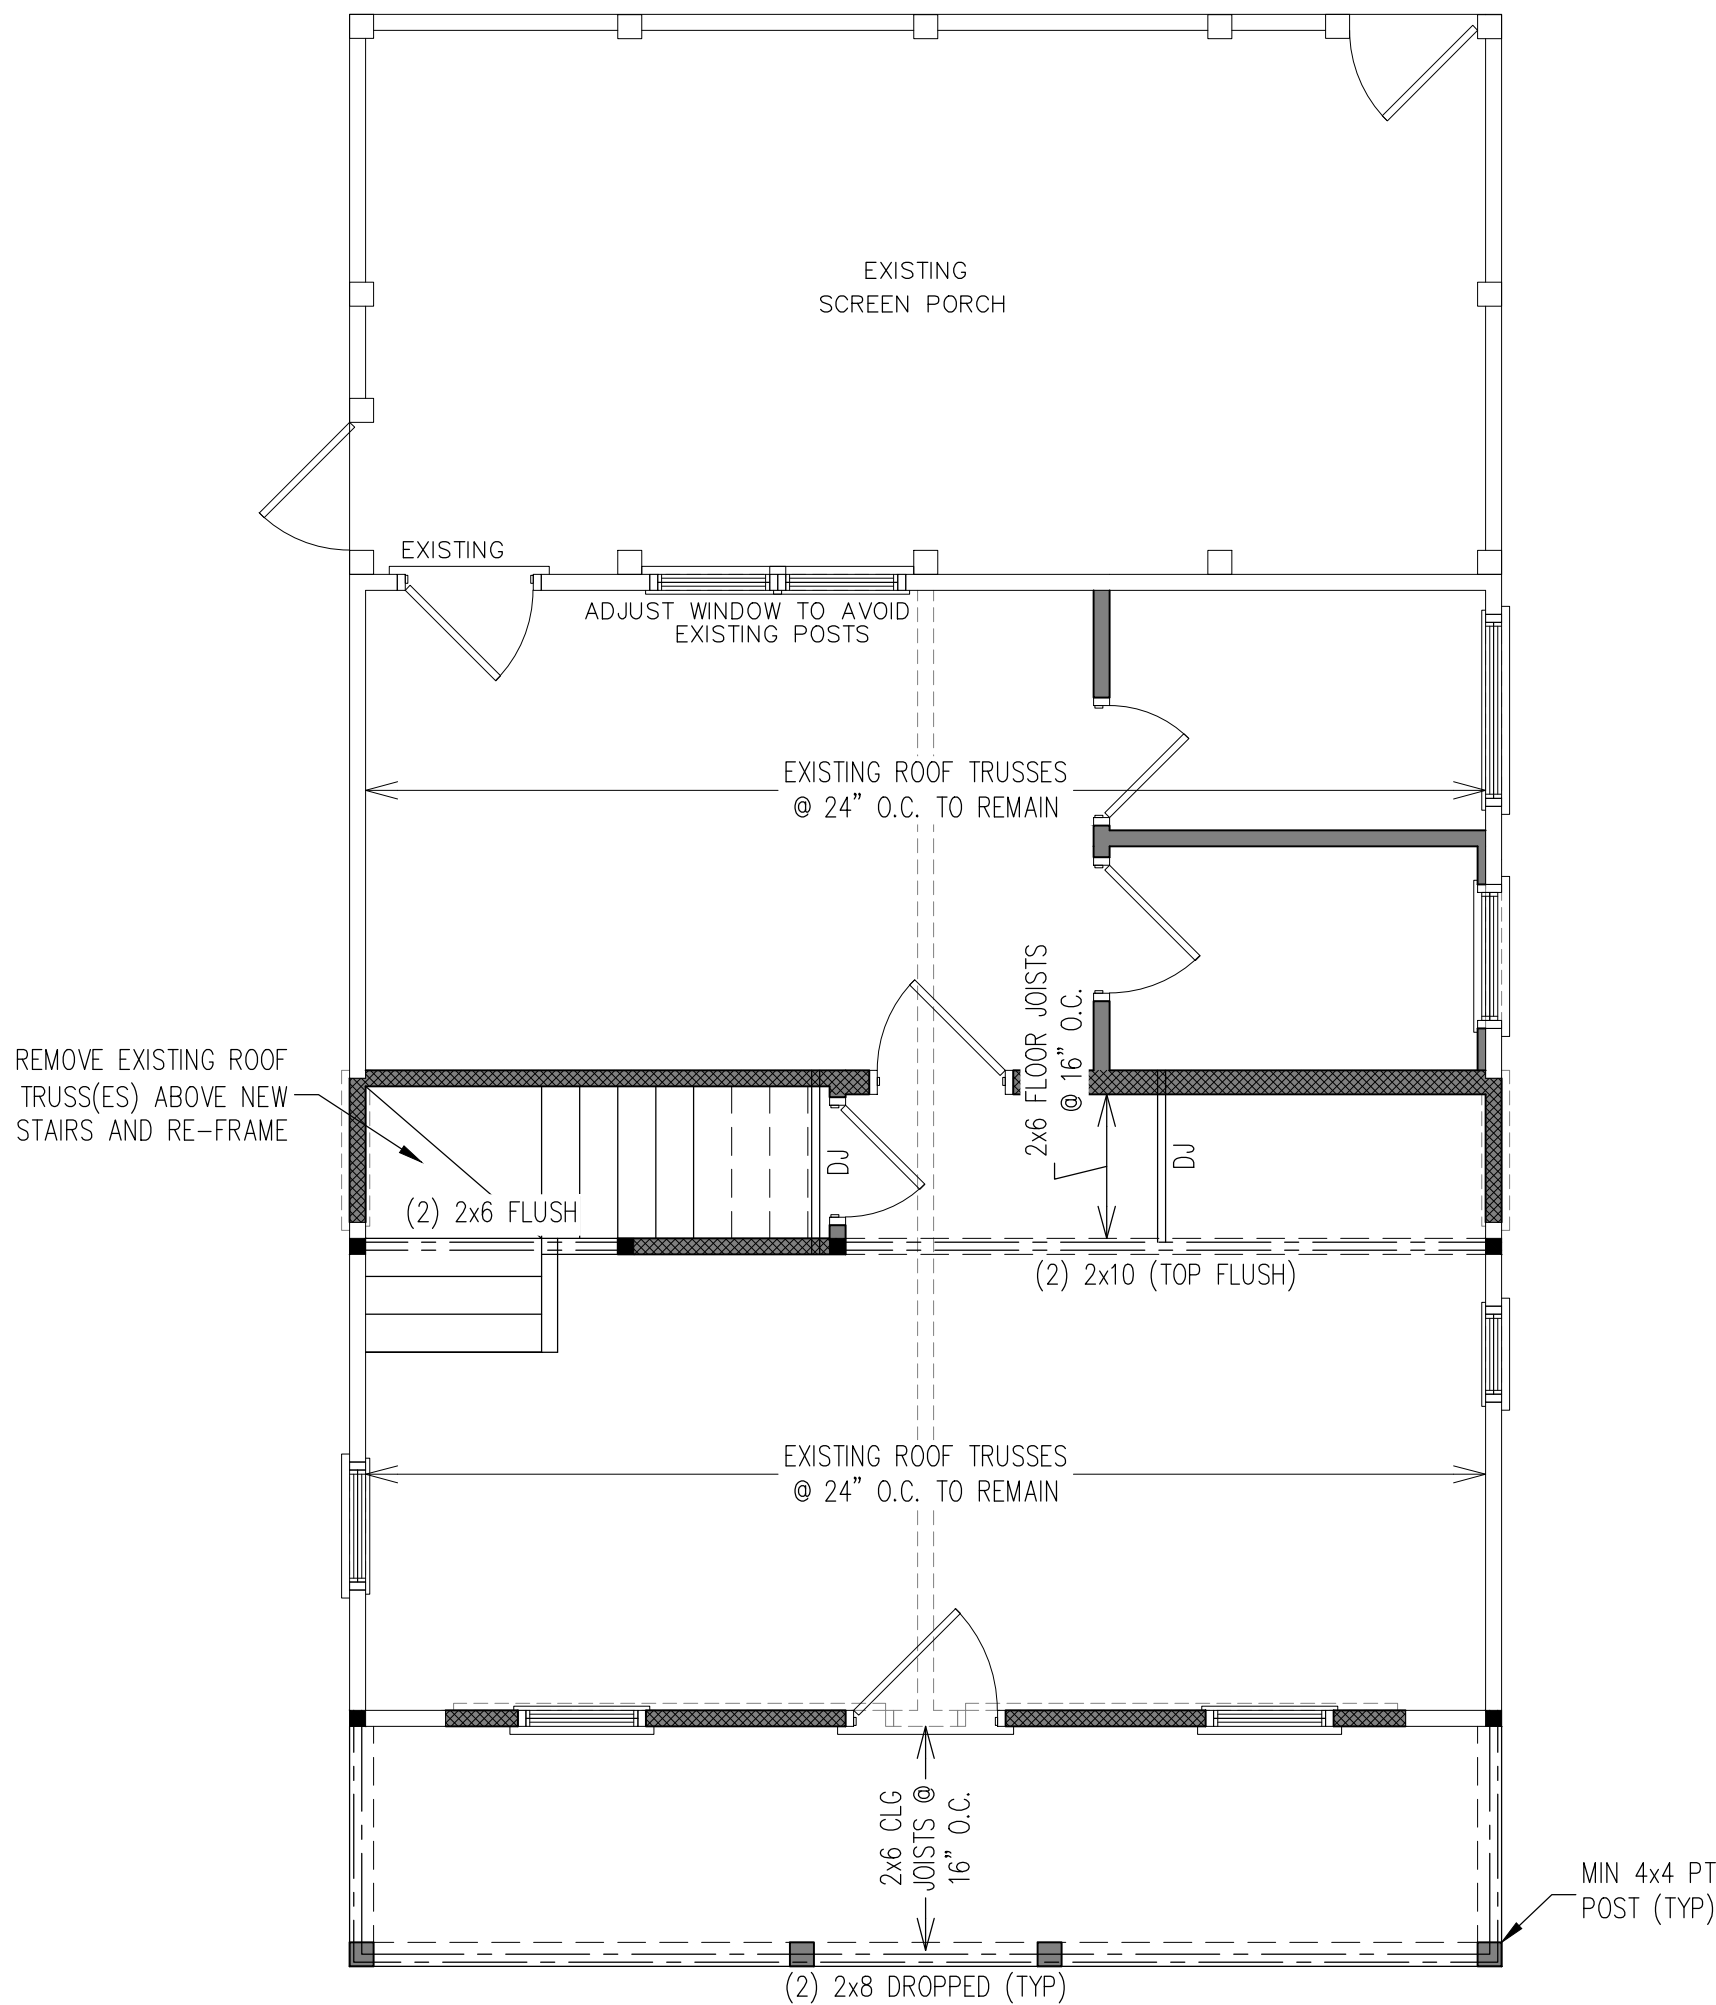 EXISTING
SCREEN PORCH
EXISTING
ADJUST WINDOW TO AVOID
EXISTING POSTS
EXISTING ROOF TRUSSES
@ 24" O.C. TO REMAIN
2x6 FLOOR JOISTS
@ 16" O.C.
REMOVE EXISTING ROOF
TRUSS(ES) ABOVE NEW
STAIRS AND RE-FRAME
DJ
DJ
(2) 2x6 FLUSH
(2) 2x10 (TOP FLUSH)
EXISTING ROOF TRUSSES
@ 24" O.C. TO REMAIN
2x6 CLG
JOISTS @
16" O.C.
MIN 4x4 PT
POST (TYP)
(2) 2x8 DROPPED (TYP)